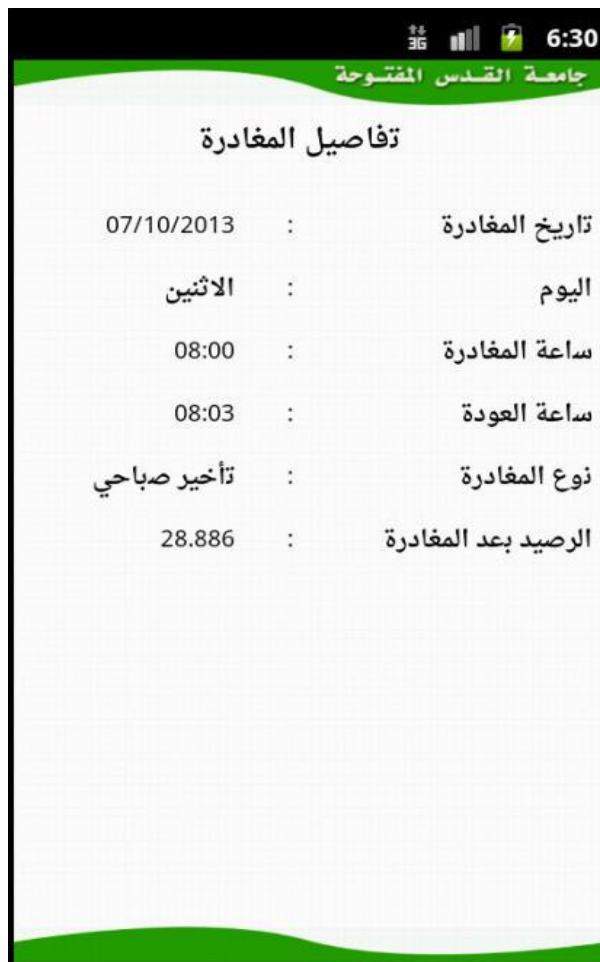 3G 6:30
جامعة القدس المفتوحة
تفاصيل المغادرة
تاريخ المغادرة : 07/10/2013
اليوم : الاثنين
ساعة المغادرة : 08:00
ساعة العودة : 08:03
نوع المغادرة : تأخير صباحي
الرصيد بعد المغادرة : 28.886